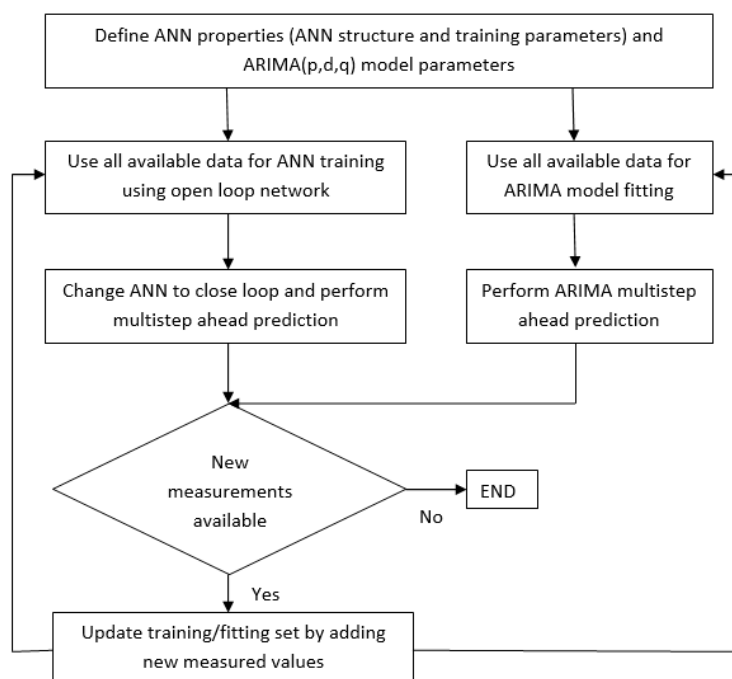 Define ANN properties (ANN structure and training parameters) and
ARIMA(p,d,q) model parameters
Use all available data for ANN training
using open loop network
Use all available data for
ARIMA model fitting
Change ANN to close loop and perform
multistep ahead prediction
Perform ARIMA multistep
ahead prediction
New
measurements
available
END
No
Yes
Update training/fitting set by adding
new measured values